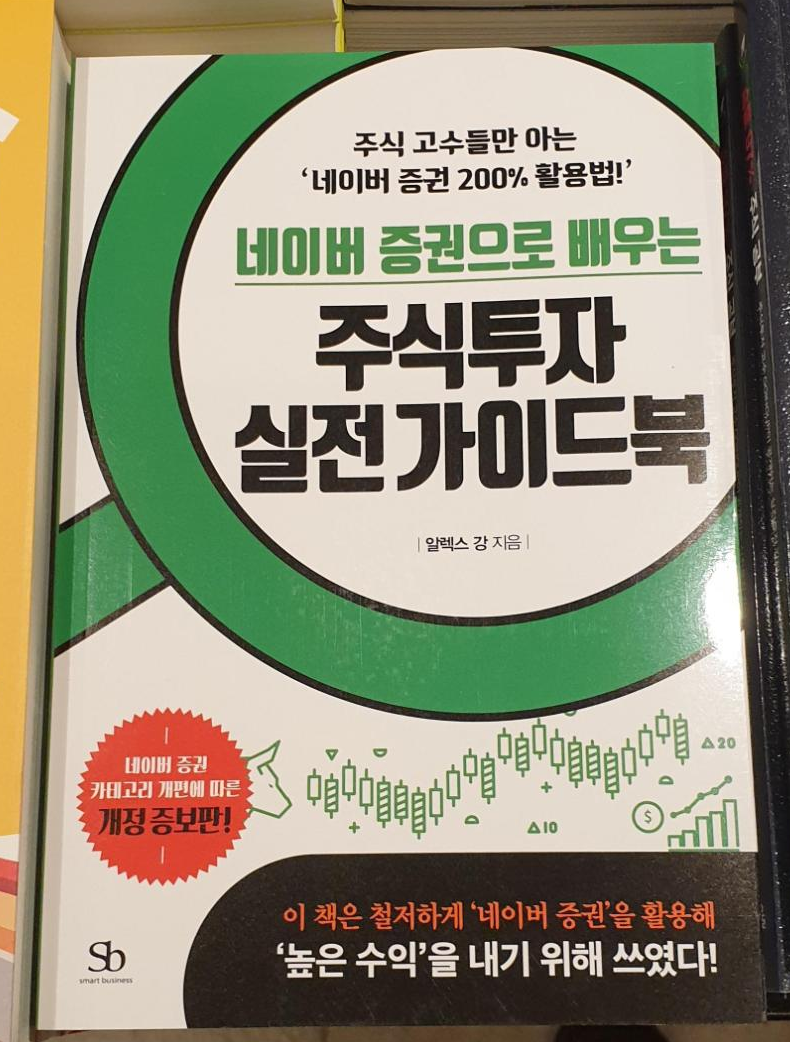 주식 고수들만 아는
‘네이버 증권 200% 활용법!’
네이버 증권으로 배우는
주식투자
실전 가이드북
| 알렉스 강 지음 |
▲20
$
▲10
네이버 증권
카테고리 개편에 따른
개정 증보판!
이 책은 철저하게 ‘네이버 증권’을 활용해
‘높은 수익’을 내기 위해 쓰였다!
Sb
smart business